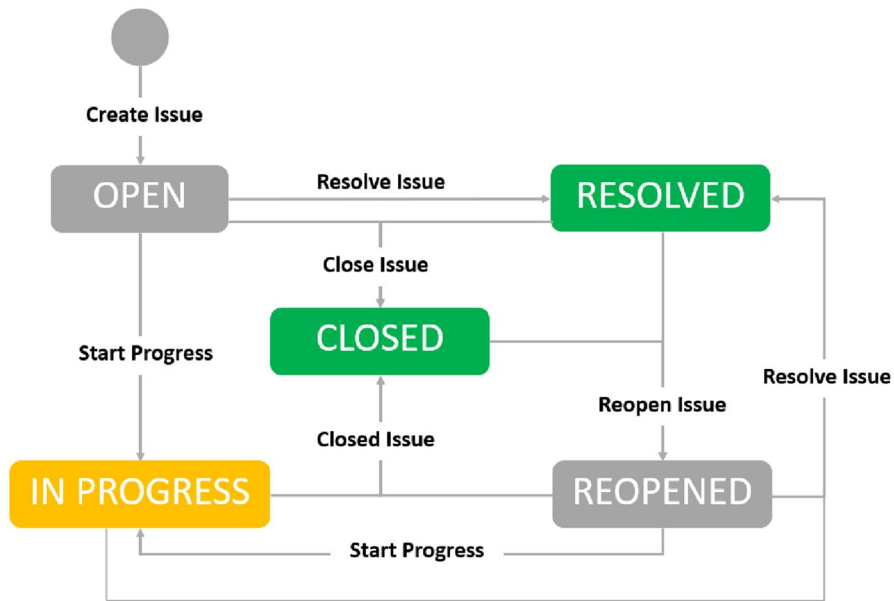 Create Issue
OPEN
Resolve Issue
RESOLVED
Close Issue
CLOSED
Start Progress
Resolve Issue
Reopen Issue
Closed Issue
IN PROGRESS
REOPENED
Start Progress